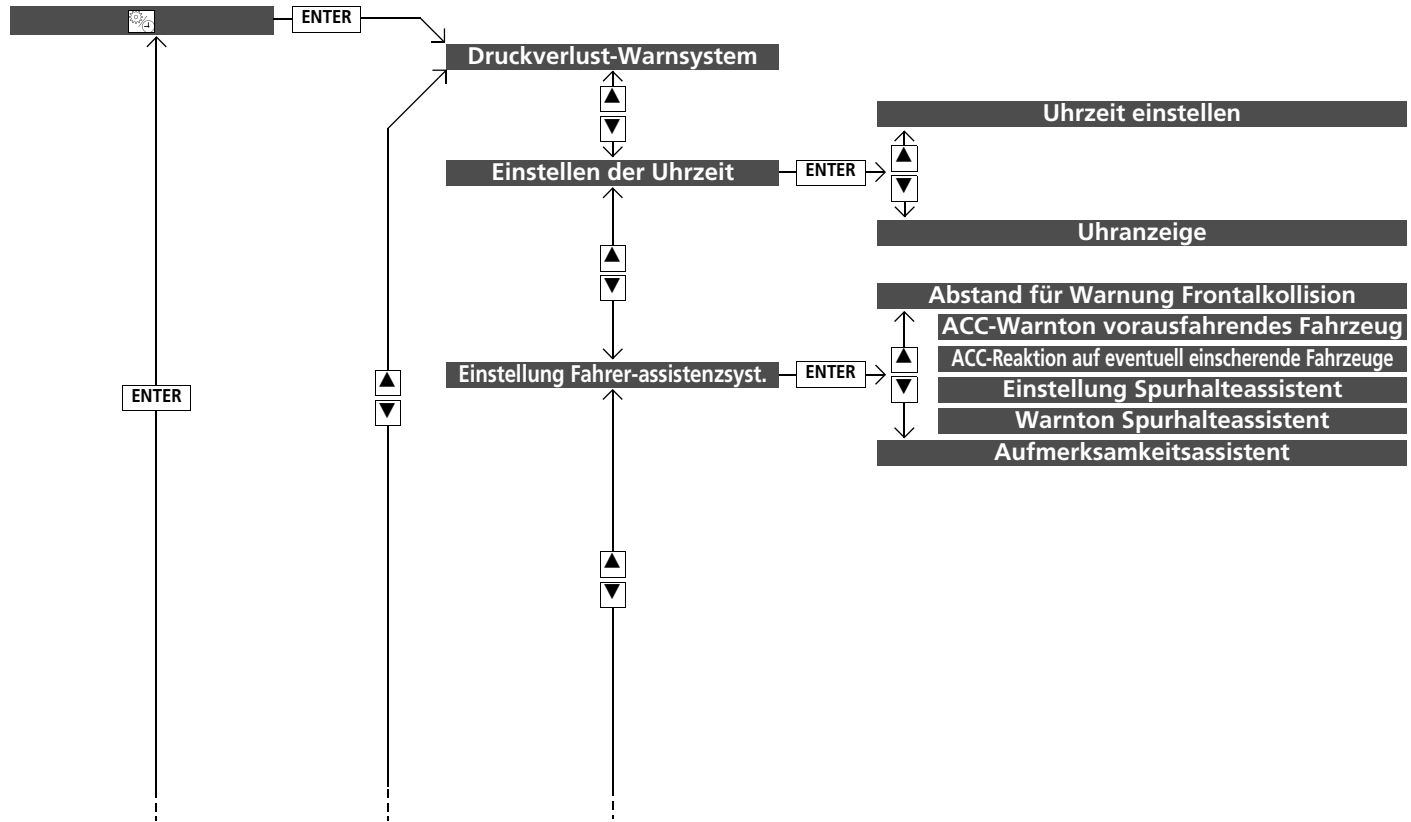 ENTER
Druckverlust-Warnsystem
Uhrzeit einstellen
Einstellen der Uhrzeit
ENTER
Uhranzeige
Abstand für Warnung Frontalkollision
ACC-Warnton vorausfahrendes Fahrzeug
ACC-Reaktion auf eventuell einscherende Fahrzeuge
Einstellung Fahrer-assistenzsyst.
ENTER
Einstellung Spurhalteassistent
ENTER
Warnton Spurhalteassistent
Aufmerksamkeitsassistent